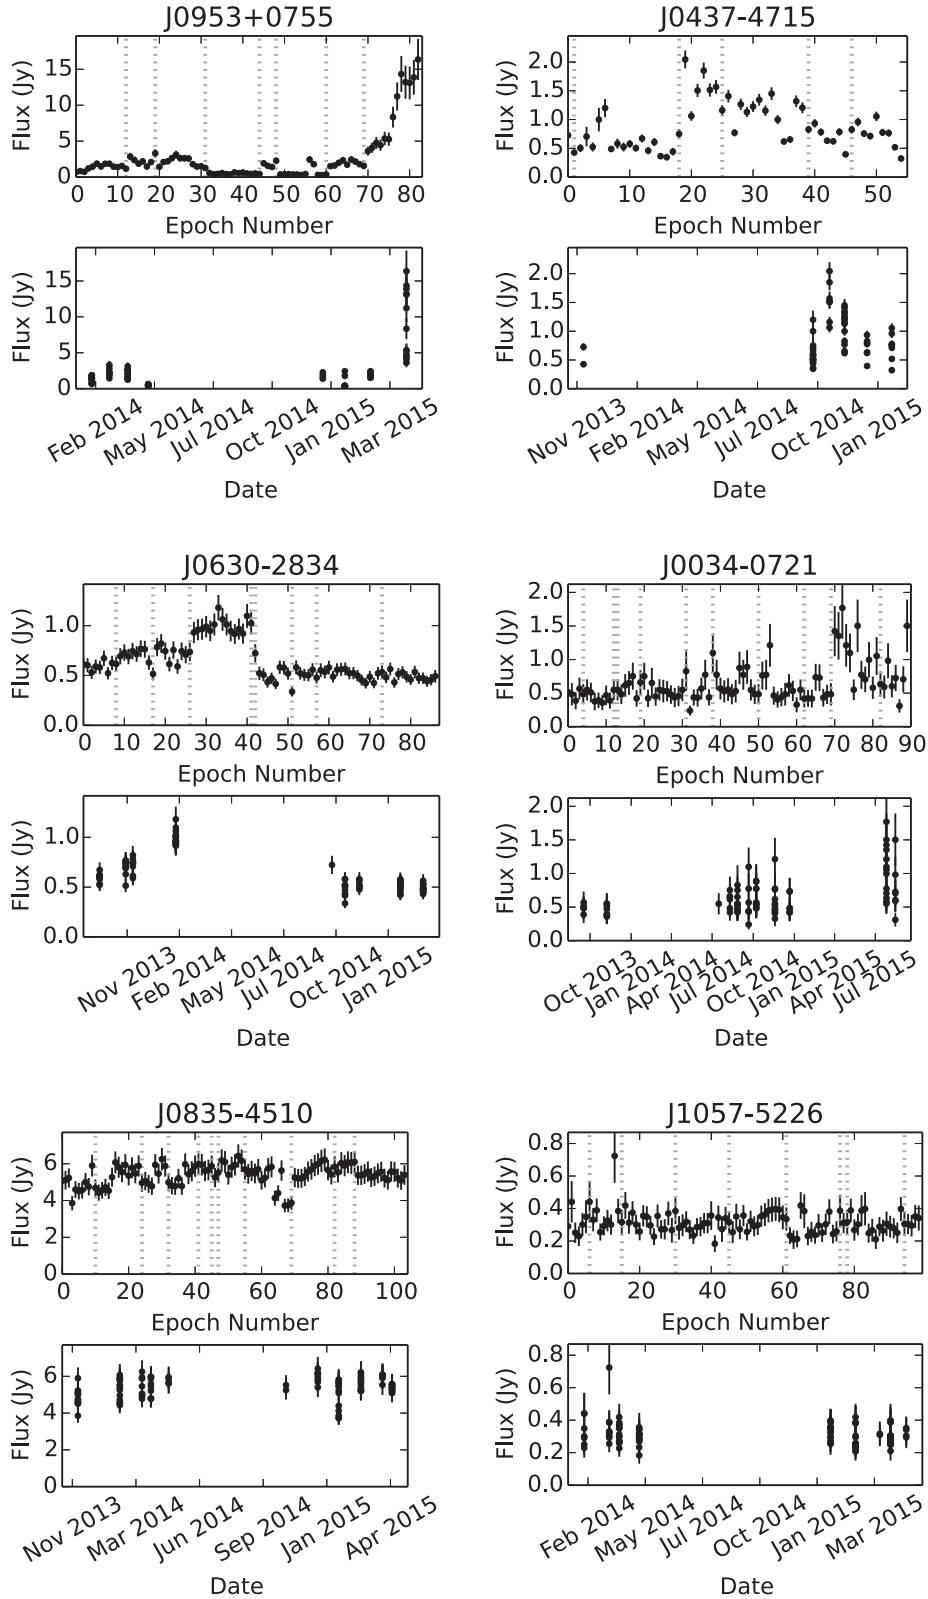 J0953+0755
Flux (Jy)
15
10
5
0
0 10 20 30 40 50 60 70 80
Epoch Number
Flux (Jy)
15
10
5
0
Feb 2014 May 2014 Jul 2014 Oct 2014 Jan 2015 Mar 2015
Date
J0437-4715
Flux (Jy)
2.0
1.5
1.0
0.5
0.0
0 10 20 30 40 50
Epoch Number
Flux (Jy)
2.0
1.5
1.0
0.5
0.0
Nov 2013 Feb 2014 May 2014 Jul 2014 Oct 2014 Jan 2015
Date
J0630-2834
Flux (Jy)
1.0
0.5
0.0
0 10 20 30 40 50 60 70 80
Epoch Number
Flux (Jy)
1.0
0.5
0.0
Nov 2013 Feb 2014 May 2014 Jul 2014 Oct 2014 Jan 2015
Date
J0034-0721
Flux (Jy)
2.0
1.5
1.0
0.5
0.0
0 10 20 30 40 50 60 70 80 90
Epoch Number
Flux (Jy)
2.0
1.5
1.0
0.5
0.0
Oct 2013 Jan 2014 Apr 2014 Jul 2014 Oct 2014 Jan 2015 Apr 2015 Jul 2015
Date
J0835-4510
Flux (Jy)
6
4
2
0
0 20 40 60 80 100
Epoch Number
Flux (Jy)
6
4
2
0
Nov 2013 Mar 2014 Jun 2014 Sep 2014 Jan 2015 Apr 2015
Date
J1057-5226
Flux (Jy)
0.8
0.6
0.4
0.2
0.0
0 20 40 60 80
Epoch Number
Flux (Jy)
0.8
0.6
0.4
0.2
0.0
Feb 2014 May 2014 Jul 2014 Oct 2014 Jan 2015 Mar 2015
Date